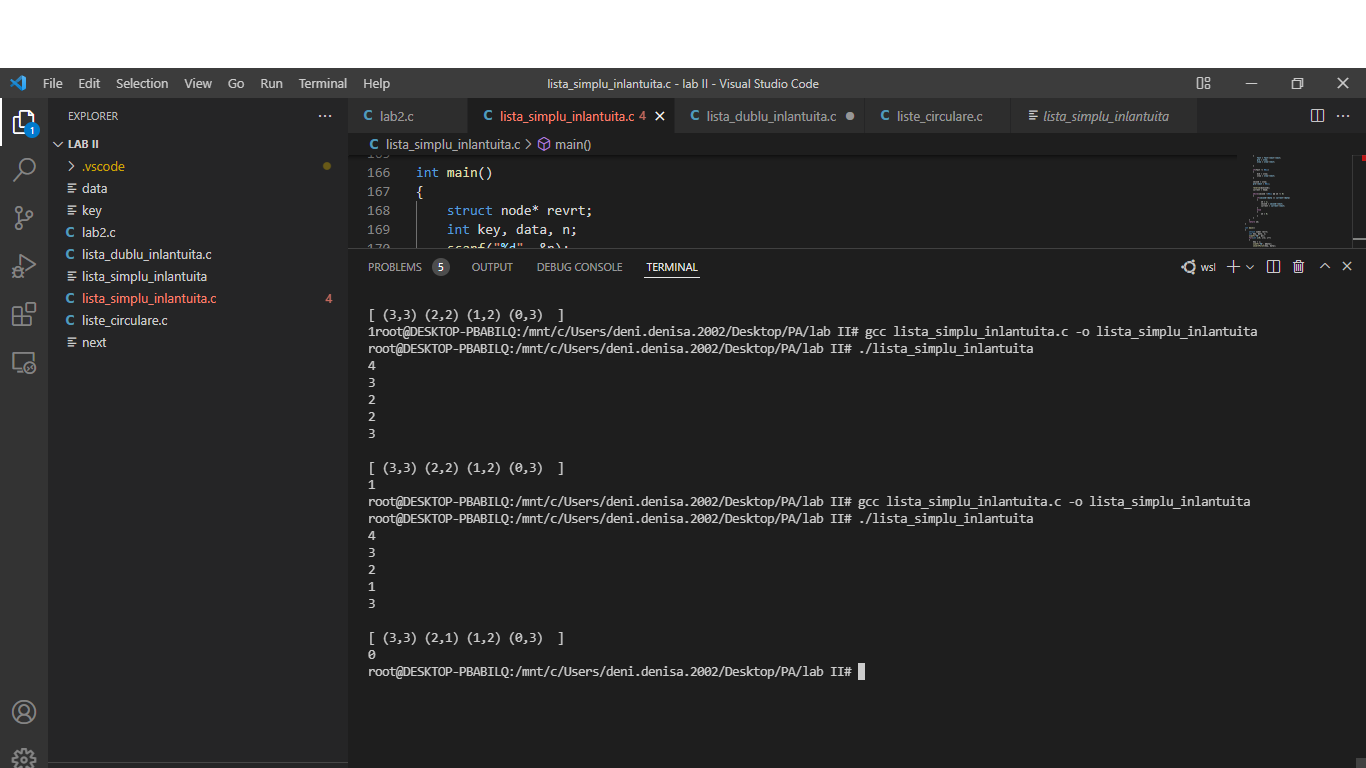 File Edit Selection View Go Run Terminal Help lista_simplu_inlantuita.c - lab II - Visual Studio Code
EXPLORER
lab2.c lista_simplu_inlantuita.c 4 lista_dublu_inlantuita.c liste_circulare.c lista_simplu_inlantuita
1
LAB II
lista_simplu_inlantuita.c > main()
.vscode
data
key
lab2.c
lista_dublu_inlantuita.c
lista_simplu_inlantuita
lista_simplu_inlantuita.c 4
liste_circulare.c
next
165
166 int main()
167 {
168 struct node* revrt;
169 int key, data, n;
170 scanf("%d", &n);
PROBLEMS 5 OUTPUT DEBUG CONSOLE TERMINAL wsl
[ (3,3) (2,2) (1,2) (0,3) ]
1root@DESKTOP-PBABILQ:/mnt/c/Users/deni.denisa.2002/Desktop/PA/lab II# gcc lista_simplu_inlantuita.c -o lista_simplu_inlantuita
root@DESKTOP-PBABILQ:/mnt/c/Users/deni.denisa.2002/Desktop/PA/lab II# ./lista_simplu_inlantuita
4
3
2
2
3
[ (3,3) (2,2) (1,2) (0,3) ]
1
root@DESKTOP-PBABILQ:/mnt/c/Users/deni.denisa.2002/Desktop/PA/lab II# gcc lista_simplu_inlantuita.c -o lista_simplu_inlantuita
root@DESKTOP-PBABILQ:/mnt/c/Users/deni.denisa.2002/Desktop/PA/lab II# ./lista_simplu_inlantuita
4
3
2
1
3
[ (3,3) (2,1) (1,2) (0,3) ]
0
root@DESKTOP-PBABILQ:/mnt/c/Users/deni.denisa.2002/Desktop/PA/lab II#